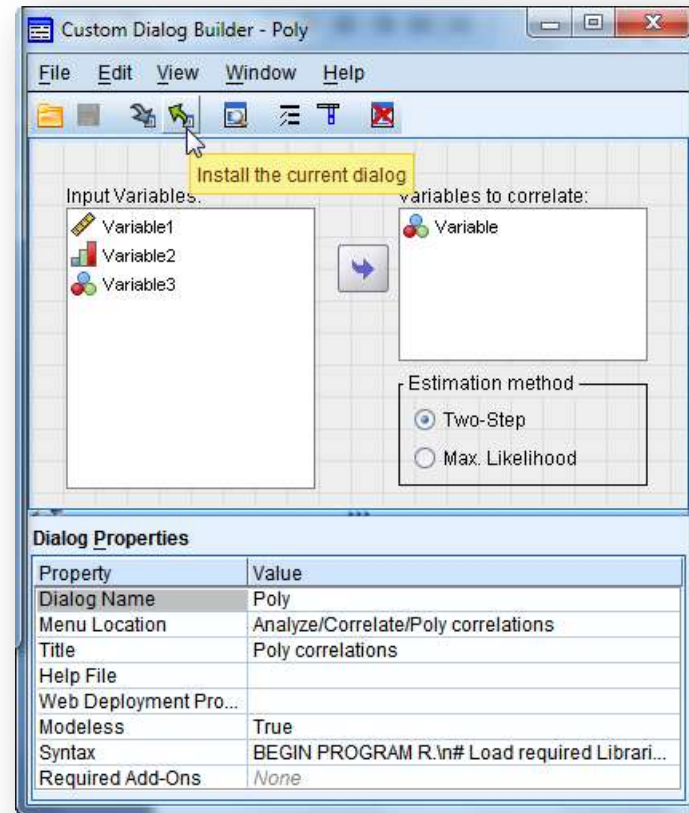 Custom Dialog Builder - Poly
File Edit View Window Help
Install the current dialog
Input Variables:
Variable1
Variable2
Variable3
Variables to correlate:
Variable
Estimation method
Two-Step
Max. Likelihood
Dialog Properties
Property Value
Dialog Name Poly
Menu Location Analyze/Correlate/Poly correlations
Title Poly correlations
Help File
Web Deployment Pro...
Modeless True
Syntax BEGIN PROGRAM R.\n# Load required Librari...
Required Add-Ons None